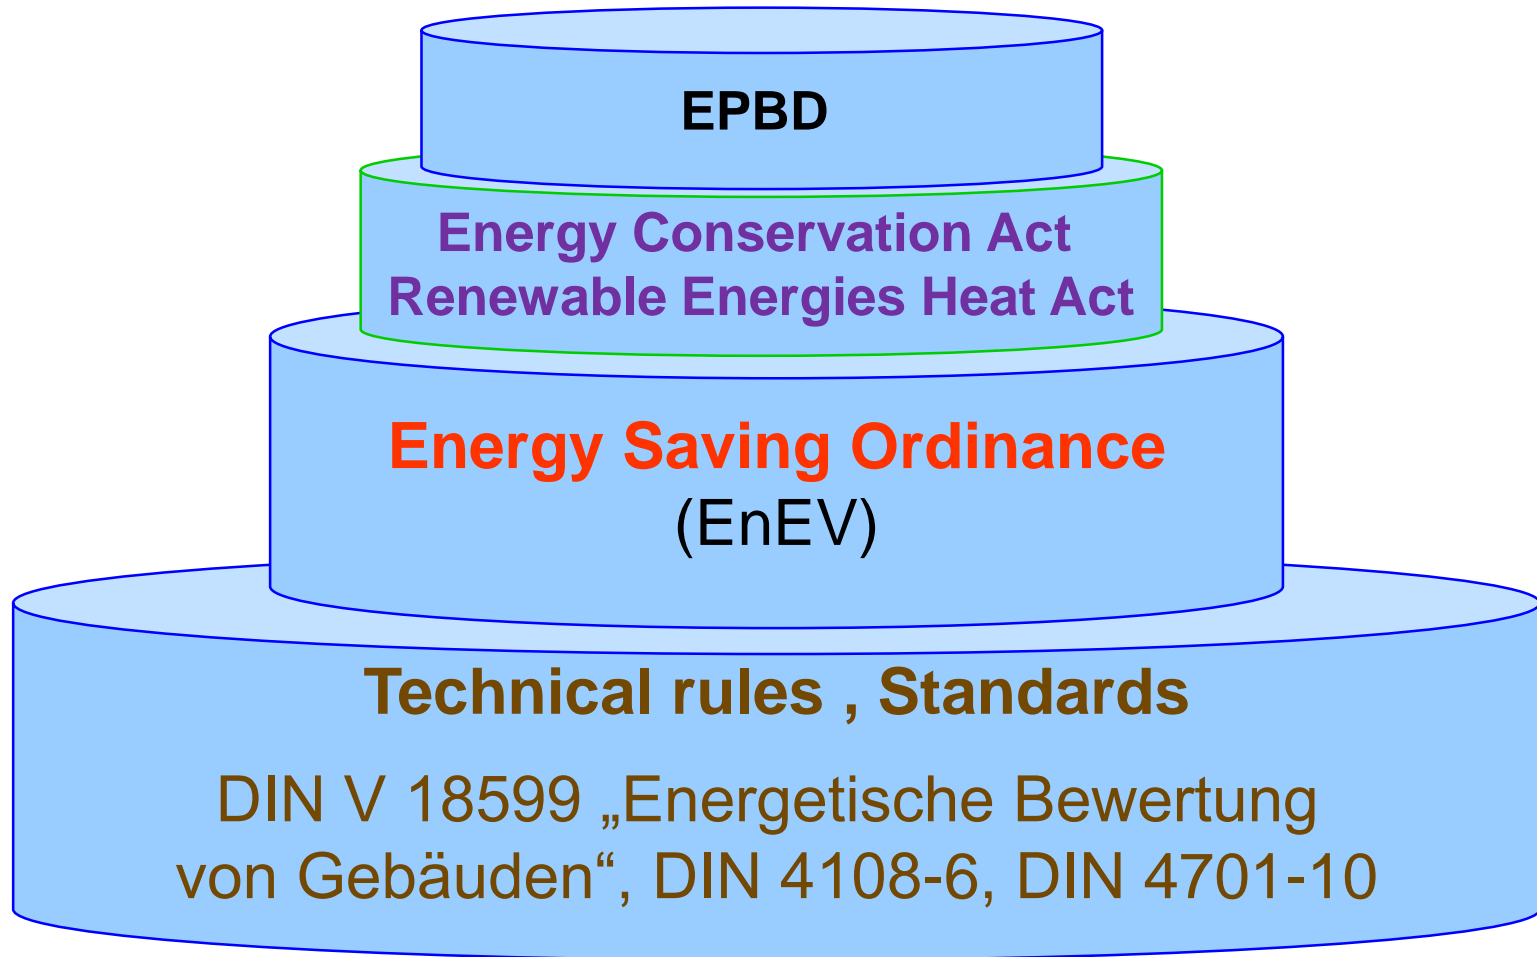 EPBD
Energy Conservation Act
Renewable Energies Heat Act
Energy Saving Ordinance
(EnEV)
Technical rules , Standards
DIN V 18599 „Energetische Bewertung
von Gebäuden“, DIN 4108-6, DIN 4701-10